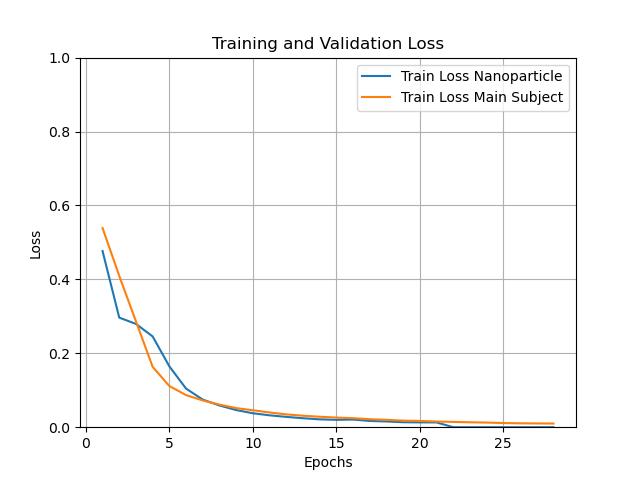 Training and Validation Loss
1.0
0.8
0.6
0.4
0.2
0.0
Loss
Train Loss Nanoparticle
Train Loss Main Subject
0 5 10 15 20 25
Epochs